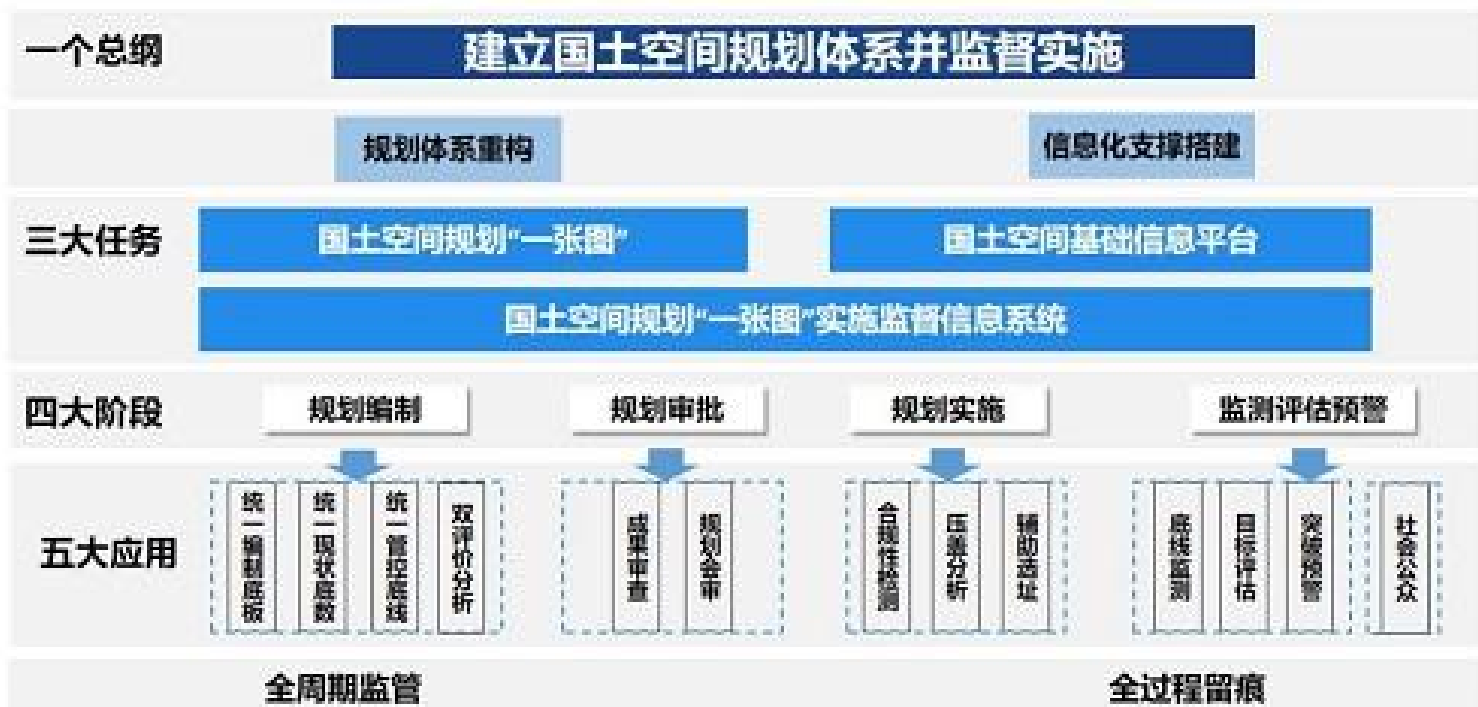 一个总纲
建立国土空间规划体系并监督实施
规划体系重构
信息化支撑搭建
三大任务
国土空间规划“一张图”
国土空间基础信息平台
国土空间规划“一张图”实施监督信息系统
四大阶段
规划编制
规划审批
规划实施
监测评估预警
五大应用
统一编制底板
统一现状底数
统一管控底线
双评价分析
成果审查
规划会审
合规性检测
压盖分析
辅助选址
底线监测
目标评估
突破预警
社会公众
全周期监管
全过程留痕